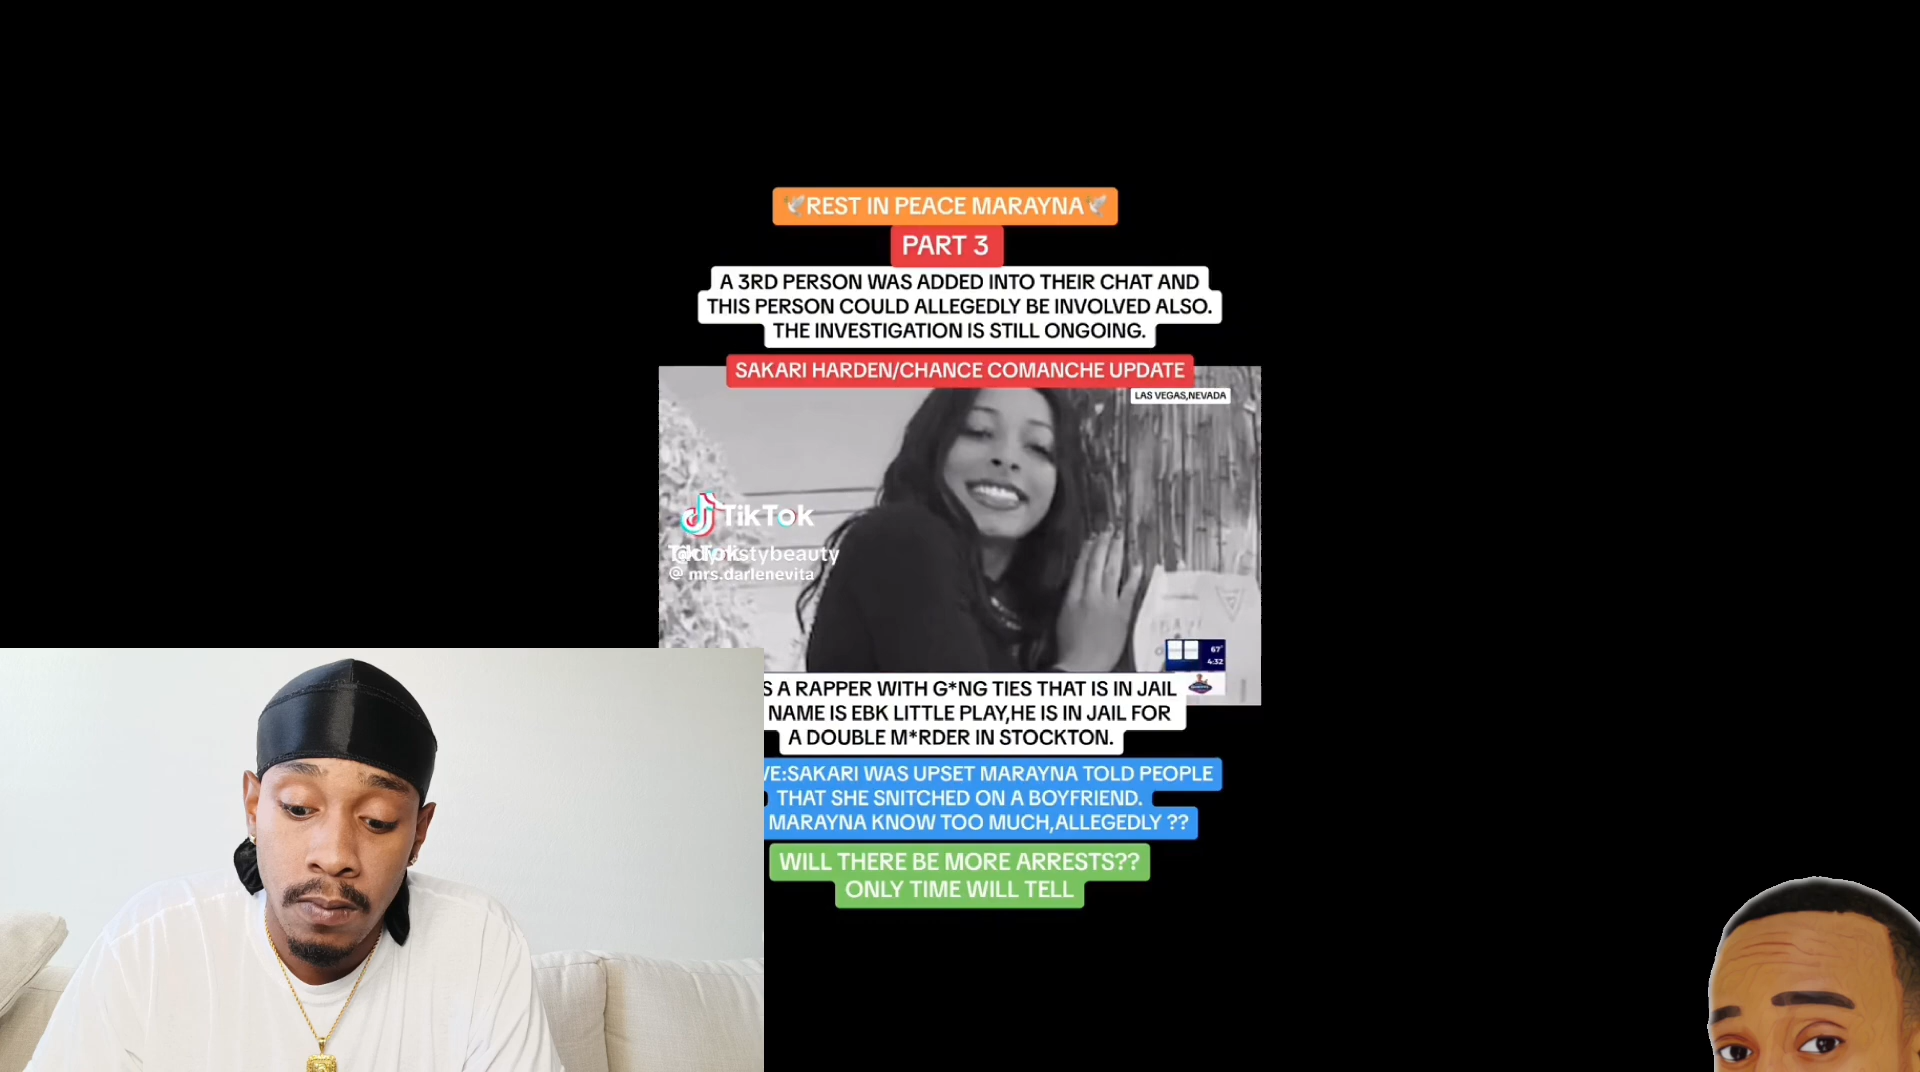 🕊️REST IN PEACE MARAYNA🕊️
PART 3
A 3RD PERSON WAS ADDED INTO THEIR CHAT AND
THIS PERSON COULD ALLEGEDLY BE INVOLVED ALSO.
THE INVESTIGATION IS STILL ONGOING.
SAKARI HARDEN/CHANCE COMANCHE UPDATE
LAS VEGAS,NEVADA
TikTok
@ mrs.darlenevita
67°
4:32
S A RAPPER WITH G*NG TIES THAT IS IN JAIL
NAME IS EBK LITTLE PLAY,HE IS IN JAIL FOR
A DOUBLE M*RDER IN STOCKTON.
VE:SAKARI WAS UPSET MARAYNA TOLD PEOPLE
THAT SHE SNITCHED ON A BOYFRIEND.
MARAYNA KNOW TOO MUCH,ALLEGEDLY ??
WILL THERE BE MORE ARRESTS??
ONLY TIME WILL TELL